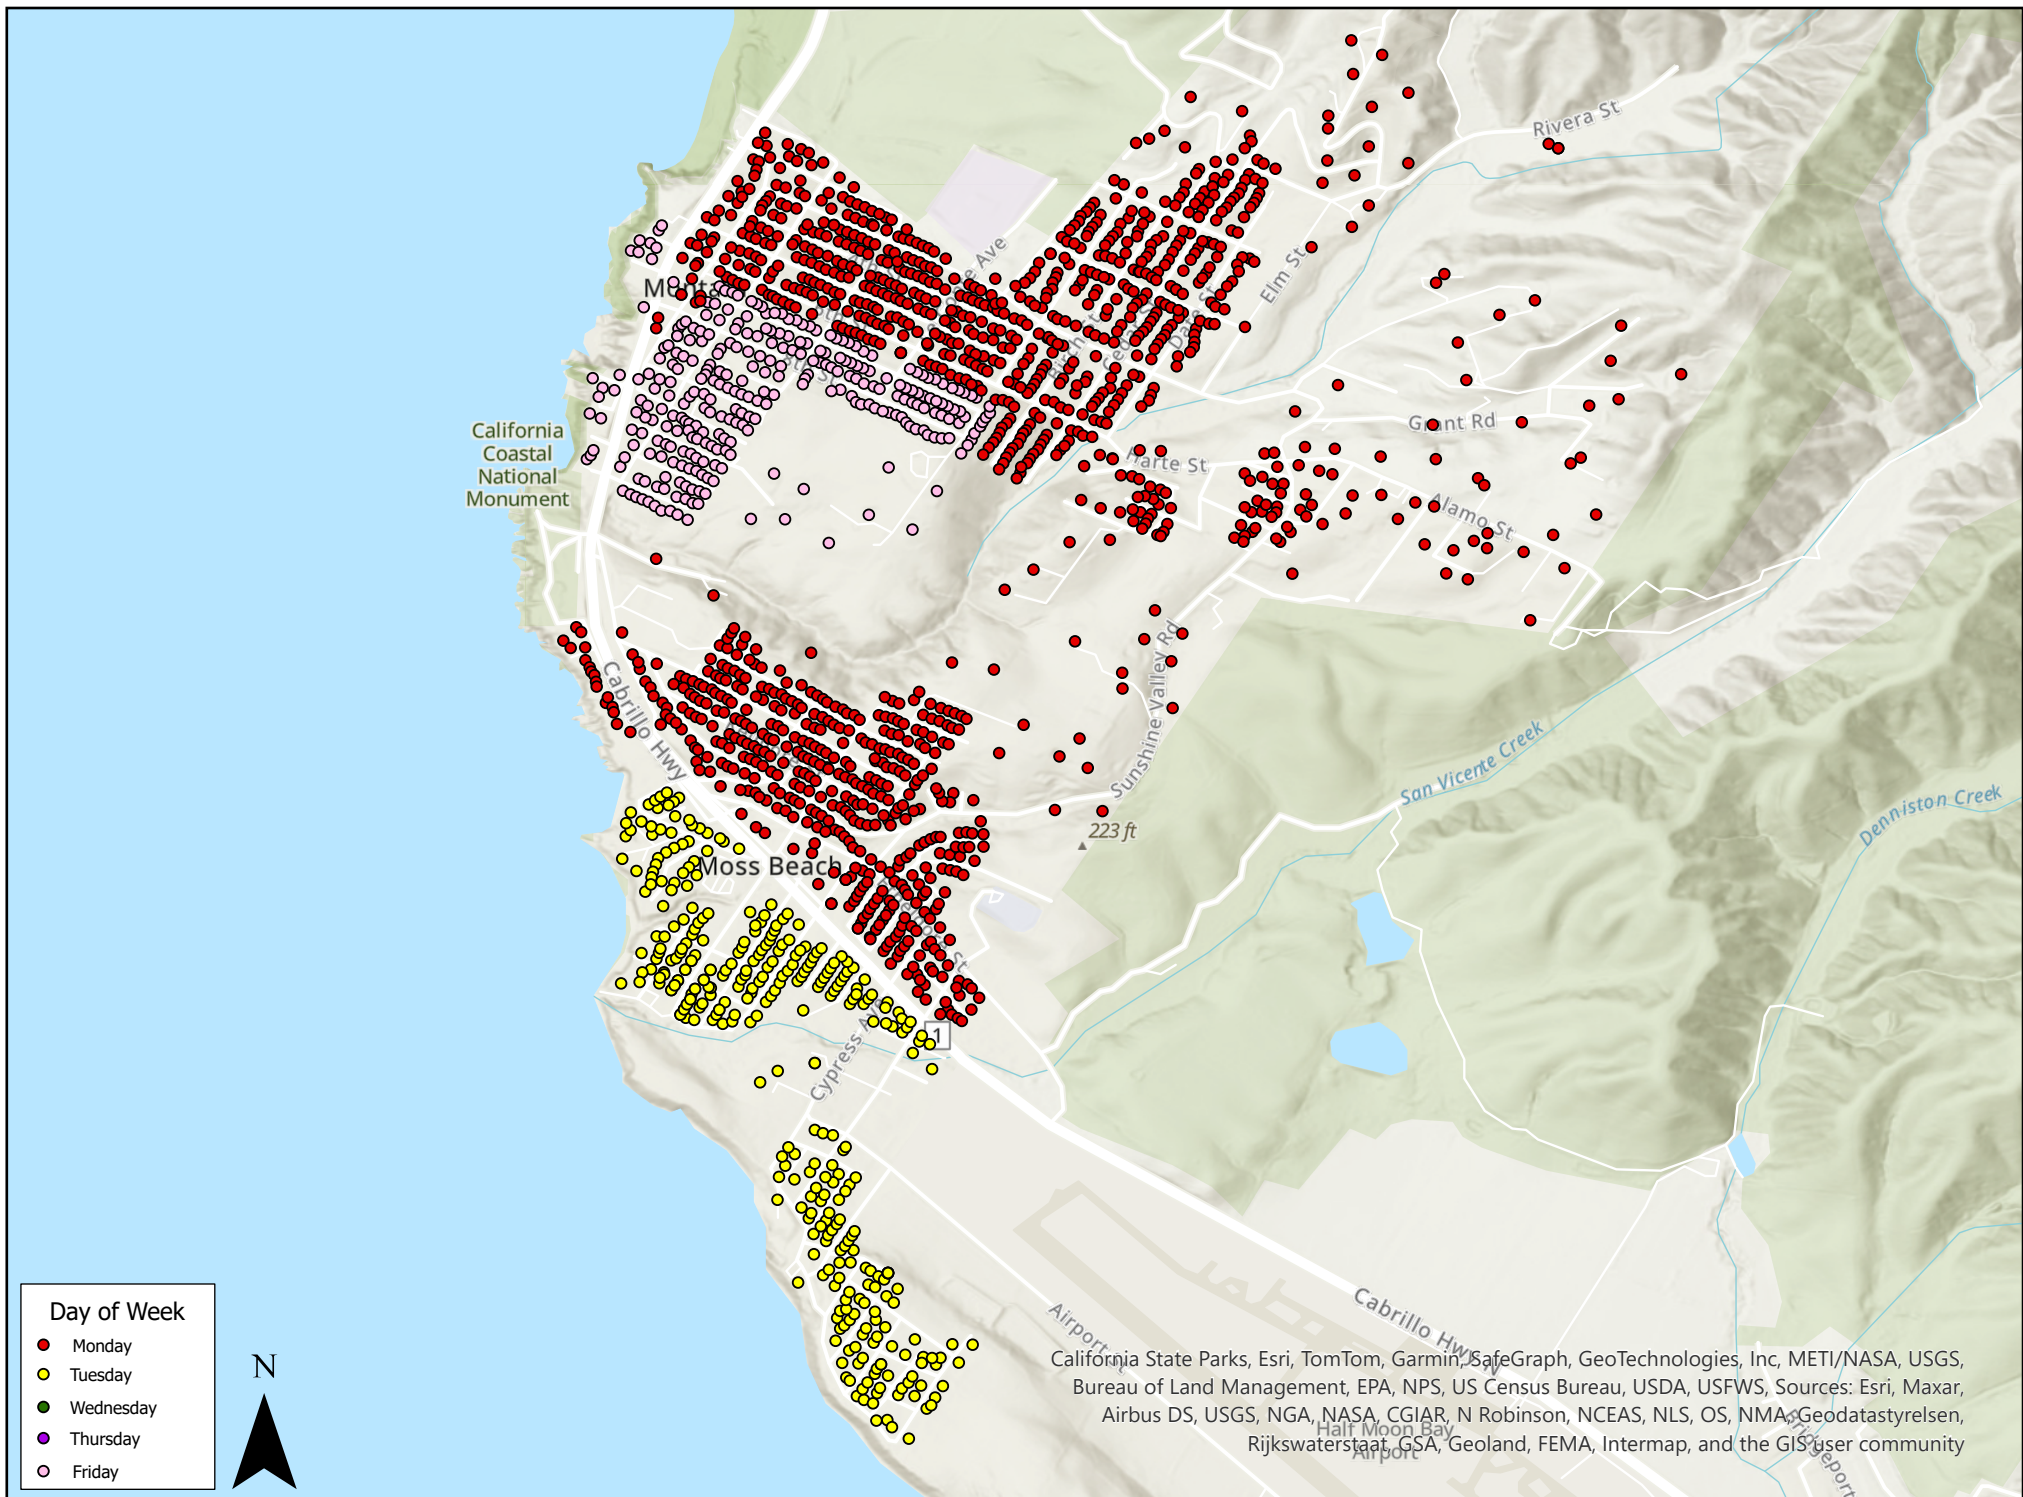 Rivera St
Elm St
Grant Rd
Harte St
Alamo St
California
Coastal
National
Monument
Cabrillo Hwy
Sunshine Valley Rd
San Vicente Creek
Denniston Creek
223 ft
Moss Beach
1
Cypress Ave
Airport St
Cabrillo Hwy N
Half Moon Bay
Airport
Bridgeport
Day of Week
Monday
Tuesday
Wednesday
Thursday
Friday
N
California State Parks, Esri, TomTom, Garmin, SafeGraph, GeoTechnologies, Inc, METI/NASA, USGS,
Bureau of Land Management, EPA, NPS, US Census Bureau, USDA, USFWS, Sources: Esri, Maxar,
Airbus DS, USGS, NGA, NASA, CGIAR, N Robinson, NCEAS, NLS, OS, NMA, Geodatastyrelsen,
Rijkswaterstaat, GSA, Geoland, FEMA, Intermap, and the GIS user community